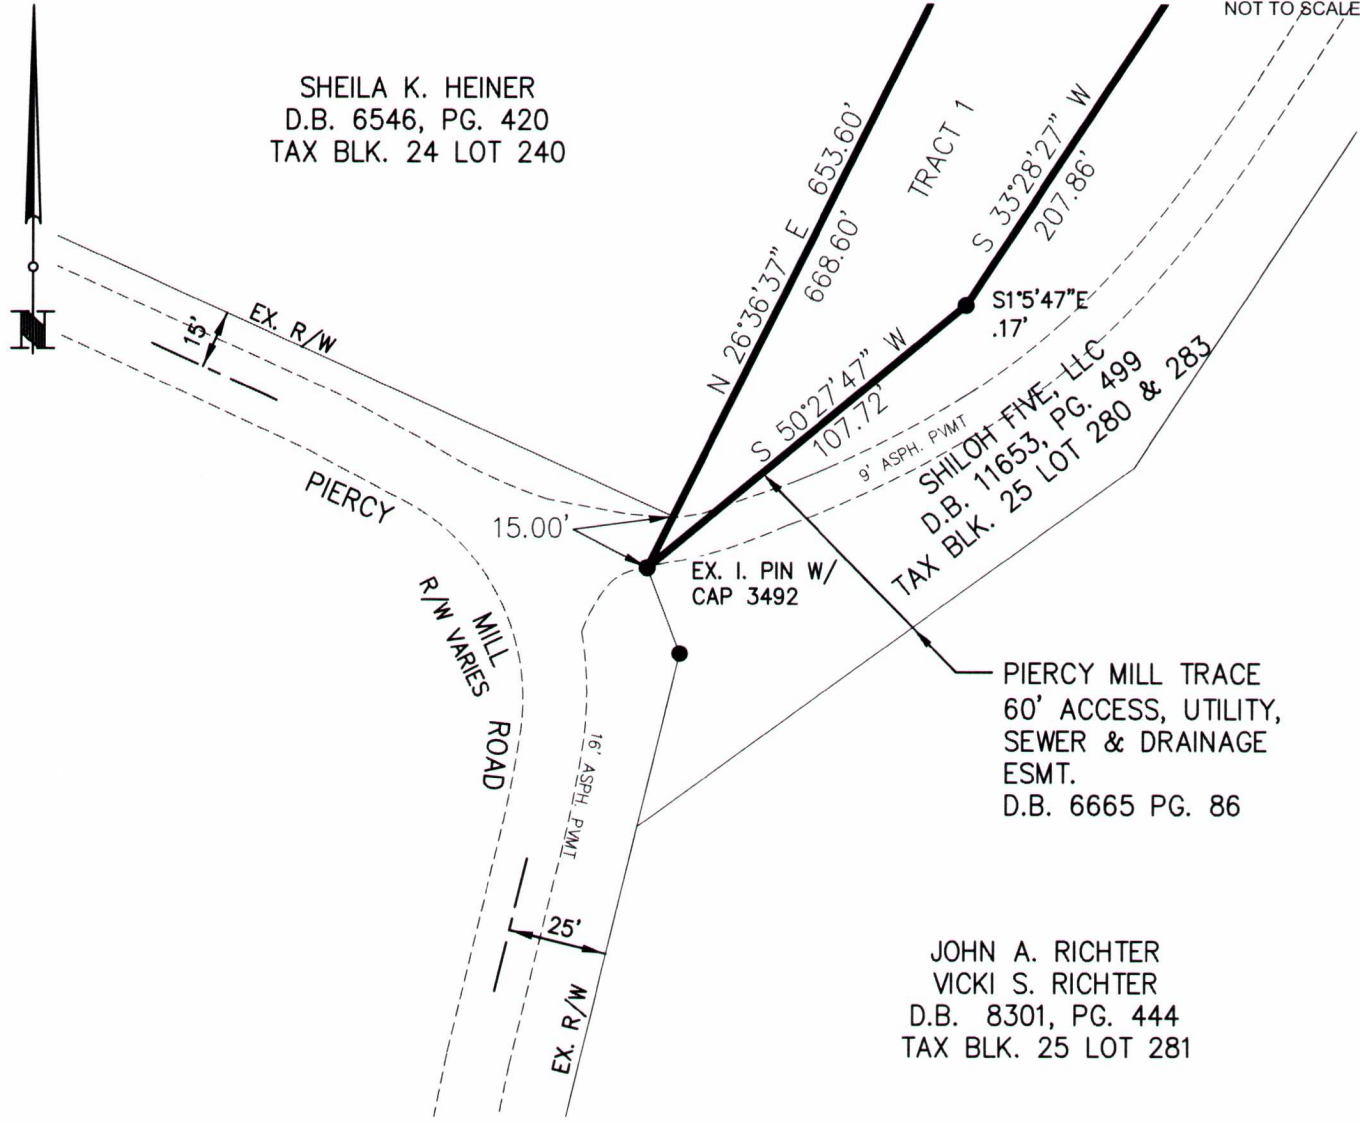 NOT TO SCALE
SHEILA K. HEINER
D.B. 6546, PG. 420
TAX BLK. 24 LOT 240
N
15'
EX. R/W
N 26°36'37" E 653.60'
668.60'
TRACT 1
S 33°28'27" W
207.86'
S1°5'47"E
.17'
S 50°27'47" W
107.72'
9' ASPH. PVMT
SHILOH FIVE, LLC
D.B. 11653, PG. 499
TAX BLK. 25 LOT 280 & 283
15.00'
EX. I. PIN W/
CAP 3492
PIERCY
MILL
ROAD
R/W VARIES
16' ASPH. PVMT
PIERCY MILL TRACE
60' ACCESS, UTILITY,
SEWER & DRAINAGE
ESMT.
D.B. 6665 PG. 86
25'
EX. R/W
JOHN A. RICHTER
VICKI S. RICHTER
D.B. 8301, PG. 444
TAX BLK. 25 LOT 281